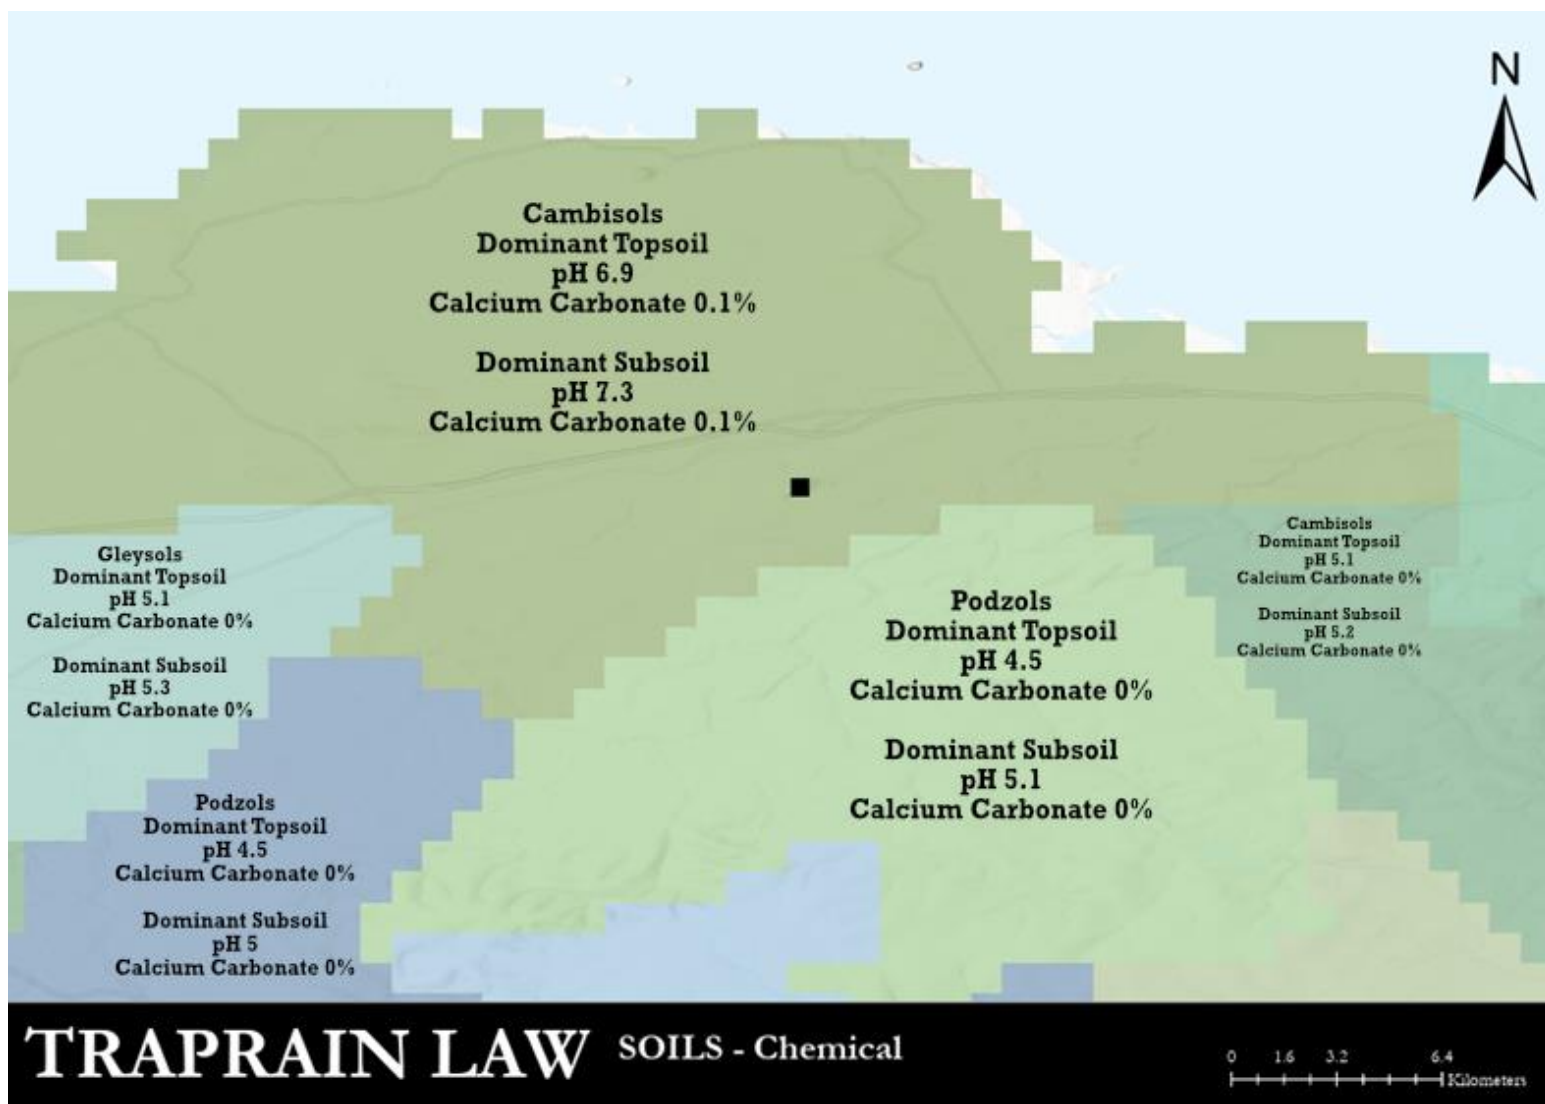 N
Cambisols
Dominant Topsoil
pH 6.9
Calcium Carbonate 0.1%
Dominant Subsoil
pH 7.3
Calcium Carbonate 0.1%
Gleysols
Dominant Topsoil
pH 5.1
Calcium Carbonate 0%
Dominant Subsoil
pH 5.3
Calcium Carbonate 0%
Cambisols
Dominant Topsoil
pH 5.1
Calcium Carbonate 0%
Dominant Subsoil
pH 5.2
Calcium Carbonate 0%
Podzols
Dominant Topsoil
pH 4.5
Calcium Carbonate 0%
Dominant Subsoil
pH 5.1
Calcium Carbonate 0%
Podzols
Dominant Topsoil
pH 4.5
Calcium Carbonate 0%
Dominant Subsoil
pH 5
Calcium Carbonate 0%
TRAPRAIN LAW SOILS - Chemical
0 1.6 3.2 6.4
Kilometers